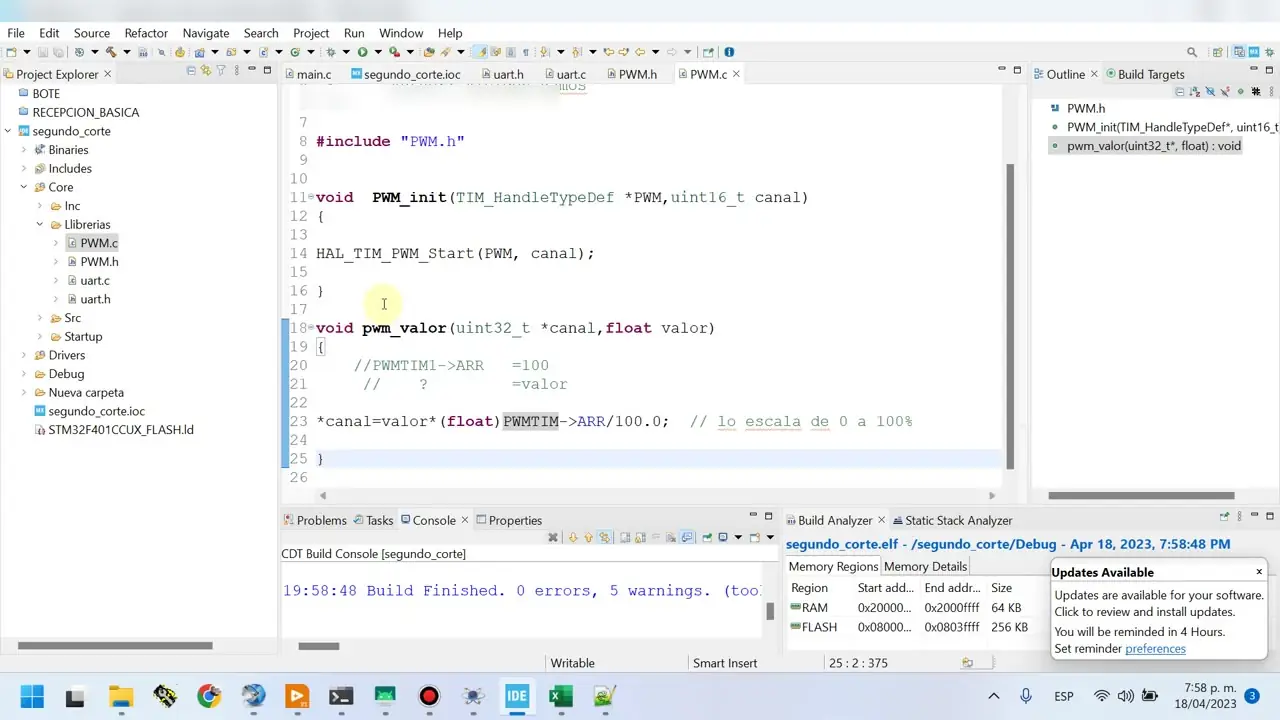 File Edit Source Refactor Navigate Search Project Run Window Help
Project Explorer
main.c segundo_corte.ioc uart.h uart.c PWM.h PWM.c
Outline Build Targets
BOTE
RECEPCION_BASICA
segundo_corte
Binaries
Includes
Core
Inc
Llibrerias
PWM.c
PWM.h
uart.c
uart.h
Src
Startup
Drivers
Debug
Nueva carpeta
segundo_corte.ioc
STM32F401CCUX_FLASH.ld
7
8 #include "PWM.h"
9
10
11 void  PWM_init(TIM_HandleTypeDef *PWM,uint16_t canal)
12 {
13
14 HAL_TIM_PWM_Start(PWM, canal);
15
16 }
17
18 void pwm_valor(uint32_t *canal,float valor)
19 {
20     //PWMTIM1->ARR   =100
21      //    ?         =valor
22
23 *canal=valor*(float)PWMTIM->ARR/100.0;  // lo escala de 0 a 100%
24
25 }
26
PWM.h
PWM_init(TIM_HandleTypeDef*, uint16_t
pwm_valor(uint32_t*, float) : void
Problems Tasks Console Properties
CDT Build Console [segundo_corte]
19:58:48 Build Finished. 0 errors, 5 warnings. (too
Build Analyzer Static Stack Analyzer
segundo_corte.elf - /segundo_corte/Debug - Apr 18, 2023, 7:58:48 PM
Memory Regions Memory Details
Region Start add... End addr... Size
RAM 0x20000... 0x2000ffff 64 KB
FLASH 0x08000... 0x0803ffff 256 KB
Updates Available
Updates are available for your software.
Click to review and install updates.
You will be reminded in 4 Hours.
Set reminder preferences
Writable Smart Insert 25 : 2 : 375
IDE
ESP
7:58 p. m.
18/04/2023
3